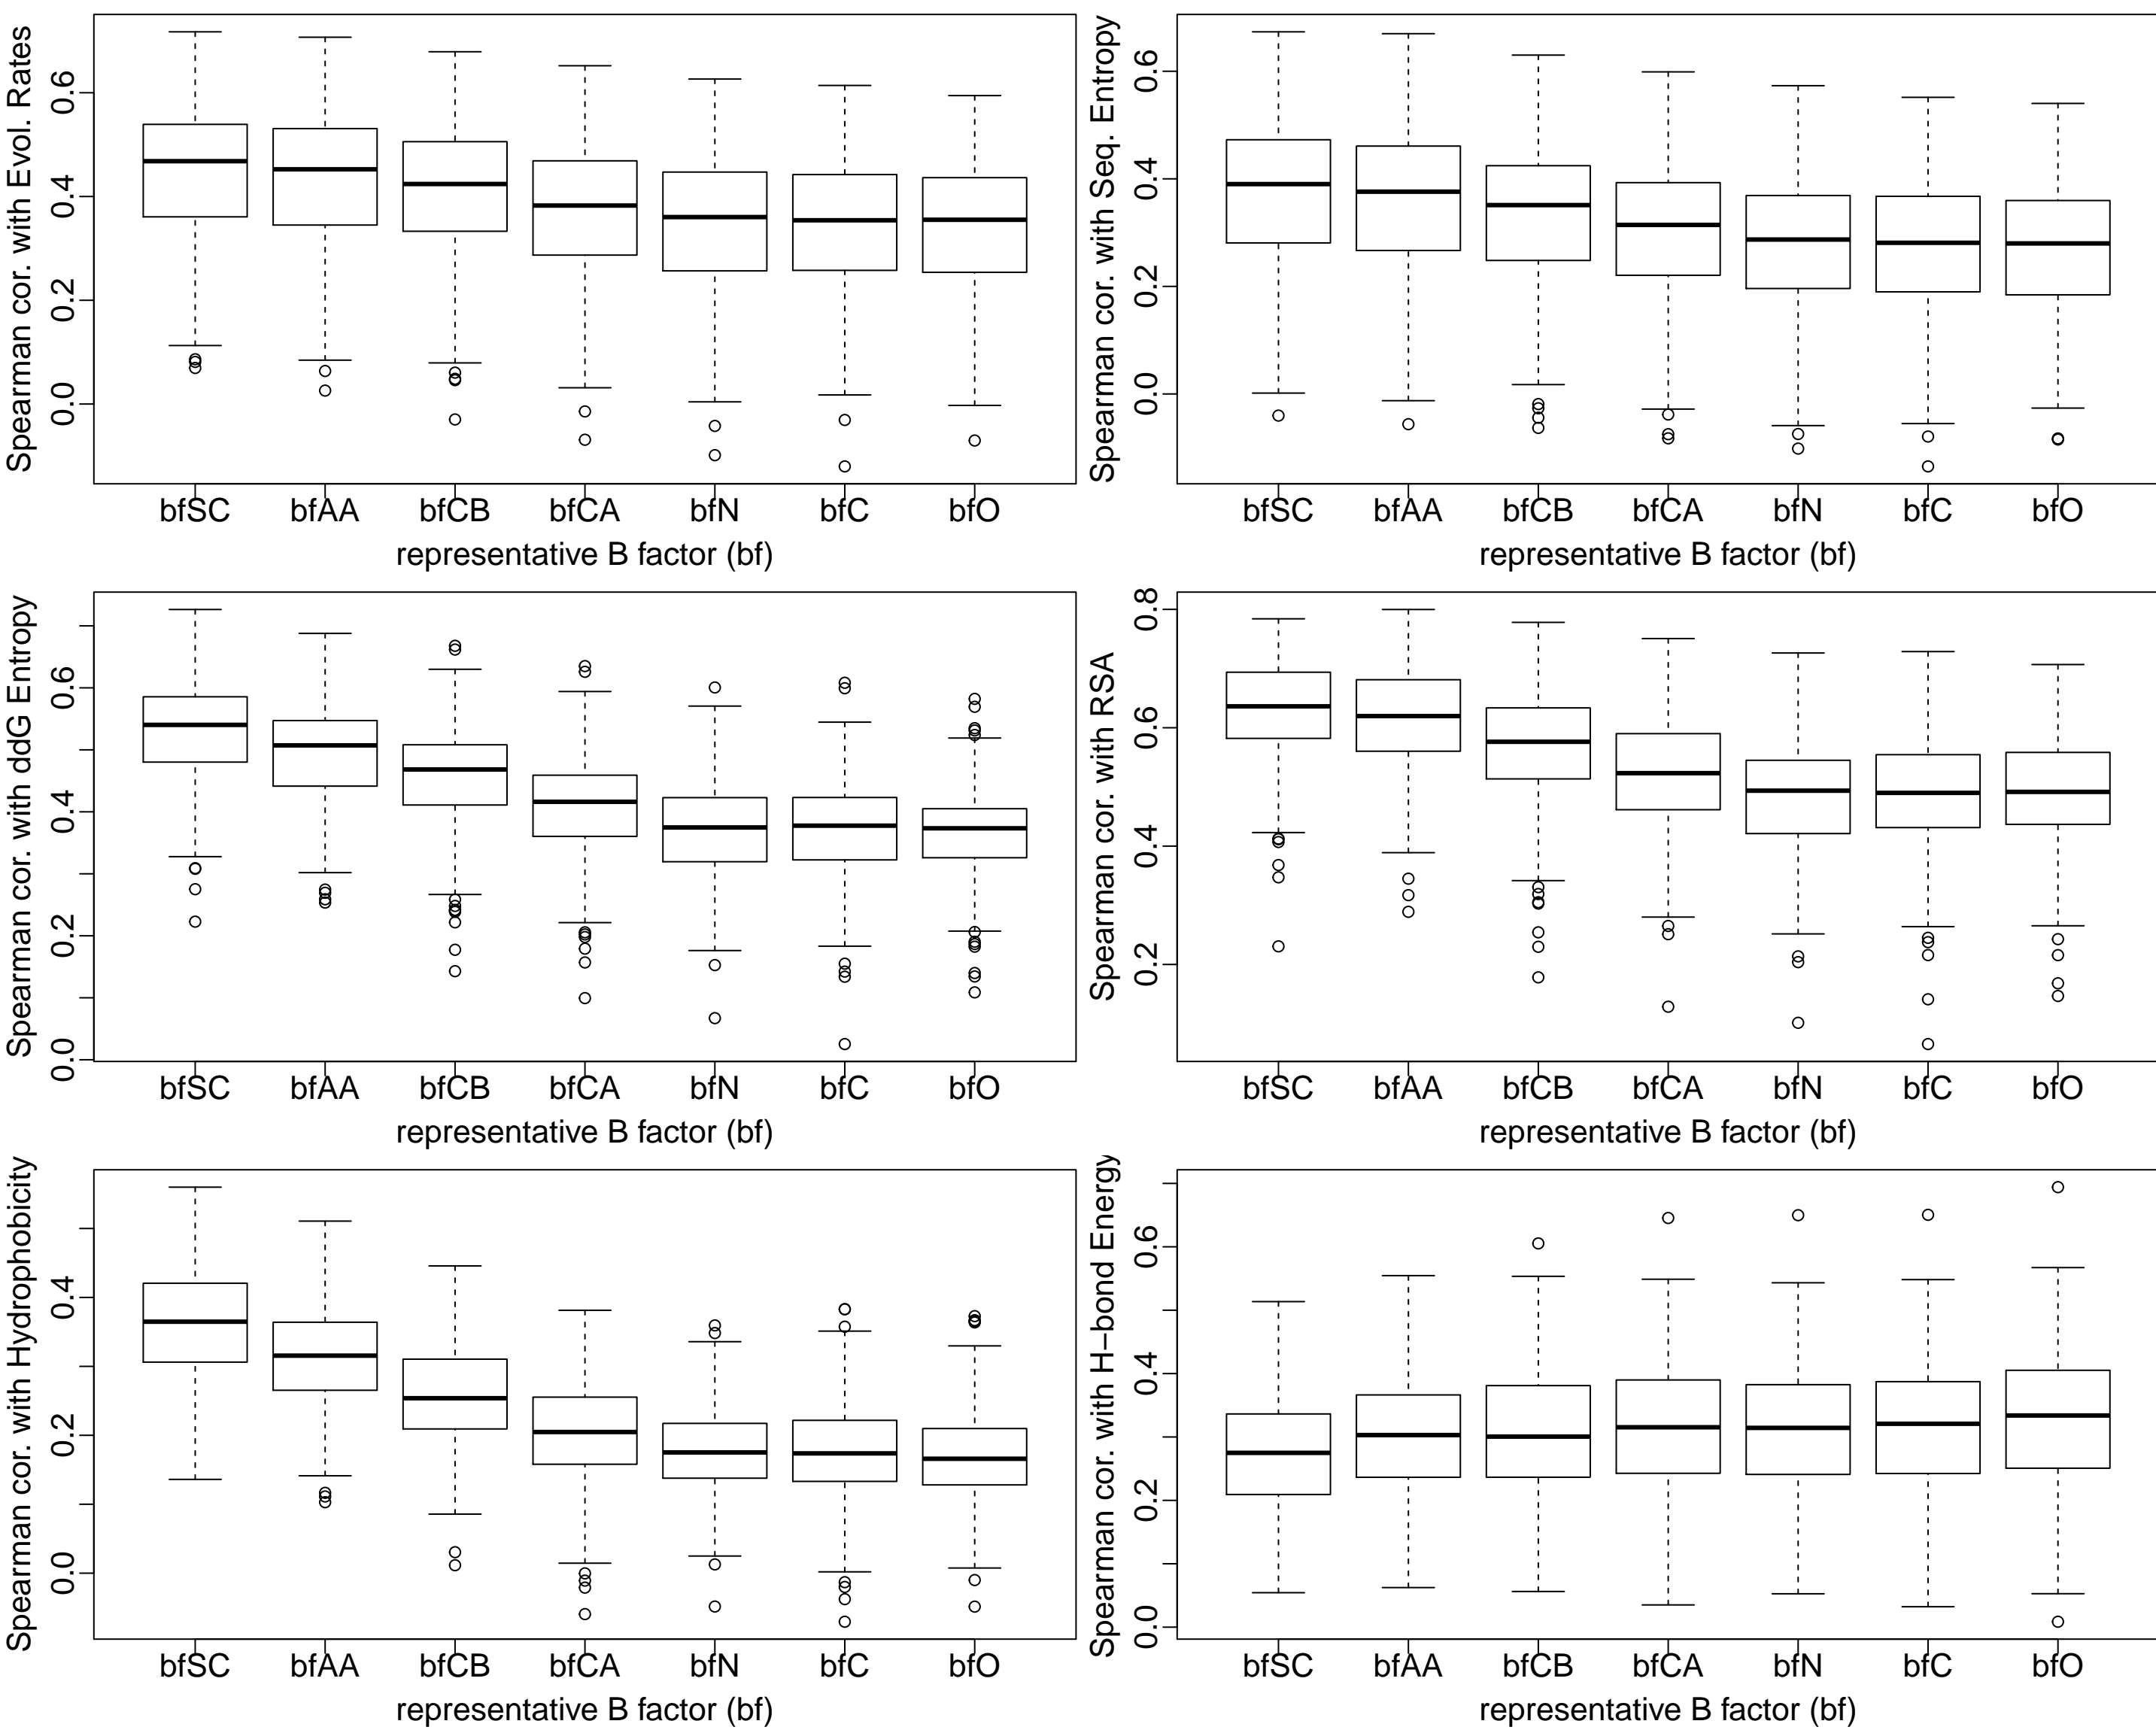 Spearman cor. with Evol. Rates
0.6
0.4
0.2
0.0
bfSC bfAA bfCB bfCA bfN bfC bfO
representative B factor (bf)
Spearman cor. with Seq. Entropy
0.6
0.4
0.2
0.0
bfSC bfAA bfCB bfCA bfN bfC bfO
representative B factor (bf)
Spearman cor. with ddG Entropy
0.6
0.4
0.2
0.0
bfSC bfAA bfCB bfCA bfN bfC bfO
representative B factor (bf)
Spearman cor. with RSA
0.8
0.6
0.4
0.2
bfSC bfAA bfCB bfCA bfN bfC bfO
representative B factor (bf)
Spearman cor. with Hydrophobicity
0.4
0.2
0.0
bfSC bfAA bfCB bfCA bfN bfC bfO
representative B factor (bf)
Spearman cor. with H−bond Energy
0.6
0.4
0.2
0.0
bfSC bfAA bfCB bfCA bfN bfC bfO
representative B factor (bf)